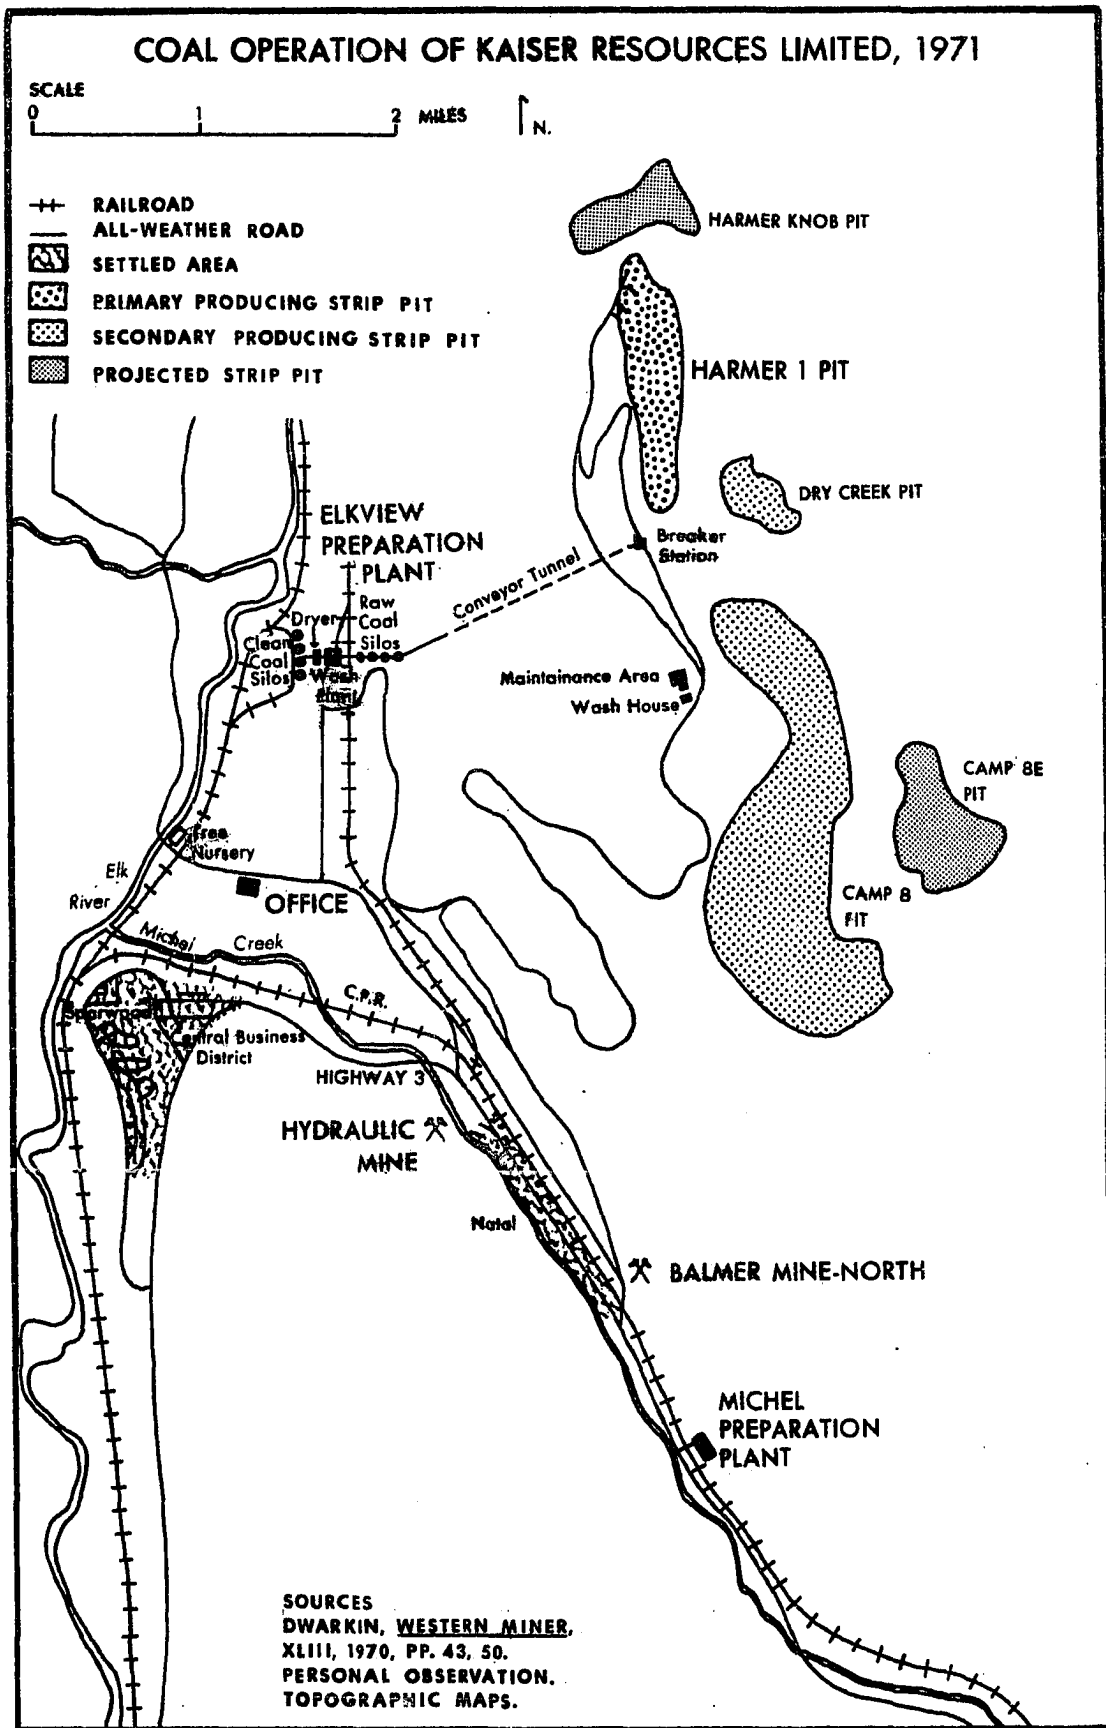 COAL OPERATION OF KAISER RESOURCES LIMITED, 1971
SCALE
0 1 2 MILES
N.
RAILROAD
ALL-WEATHER ROAD
SETTLED AREA
PRIMARY PRODUCING STRIP PIT
SECONDARY PRODUCING STRIP PIT
PROJECTED STRIP PIT
HARMER KNOB PIT
HARMER 1 PIT
DRY CREEK PIT
ELKVIEW
PREPARATION
PLANT
Breaker
Station
Conveyor Tunnel
Raw
Coal
Silos
Dryer
Clean
Coal
Silos
Wash
Plant
Maintainance Area
Wash House
CAMP 8E
PIT
CAMP 8
PIT
Tree
Nursery
Elk
River
OFFICE
Michel Creek
C.P.R.
Sparwood
Central Business
District
HIGHWAY 3
HYDRAULIC
MINE
Natal
BALMER MINE-NORTH
MICHEL
PREPARATION
PLANT
SOURCES
DWARKIN, WESTERN MINER,
XLIII, 1970, PP. 43, 50.
PERSONAL OBSERVATION.
TOPOGRAPHIC MAPS.